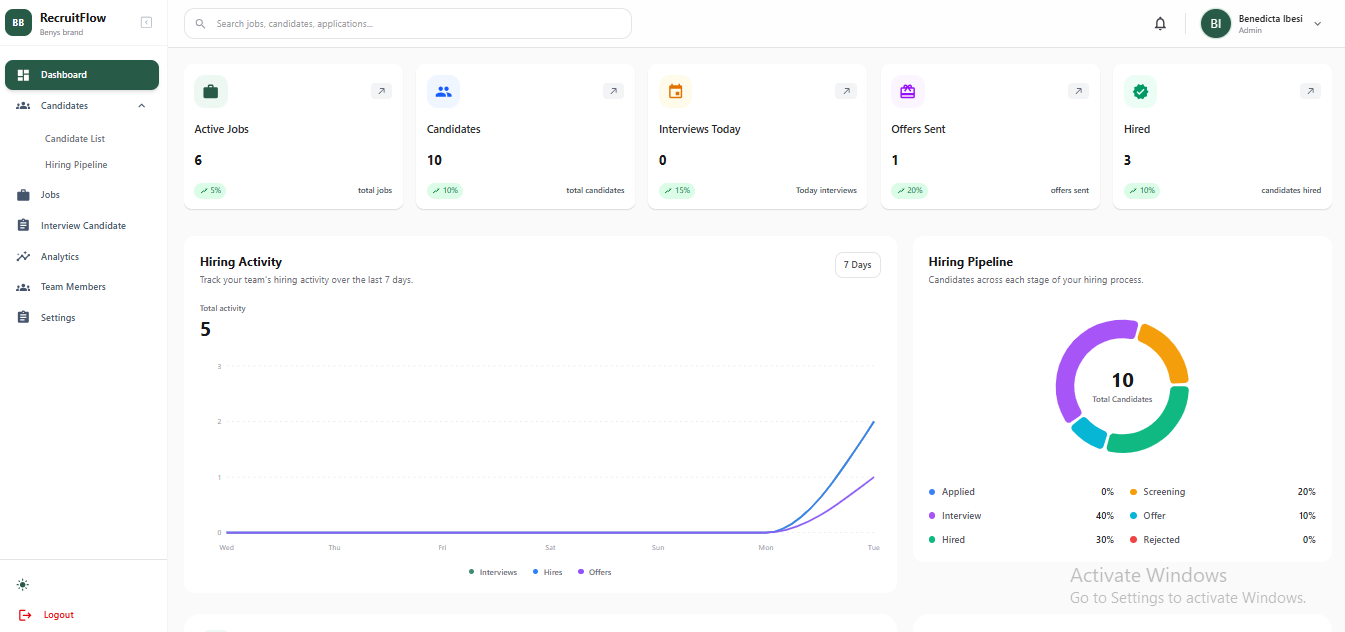 BB
RecruitFlow
Benys brand
Search jobs, candidates, applications...
BI
Benedicta Ibesi
Admin
Dashboard
Candidates
Candidate List
Hiring Pipeline
Jobs
Interview Candidate
Analytics
Team Members
Settings
Logout
Active Jobs
6
5%
total jobs
Candidates
10
10%
total candidates
Interviews Today
0
15%
Today interviews
Offers Sent
1
20%
offers sent
Hired
3
10%
candidates hired
Hiring Activity
Track your team's hiring activity over the last 7 days.
7 Days
Total activity
5
3
2
1
0
Wed Thu Fri Sat Sun Mon Tue
Interviews Hires Offers
Hiring Pipeline
Candidates across each stage of your hiring process.
10
Total Candidates
Applied 0% Screening 20%
Interview 40% Offer 10%
Hired 30% Rejected 0%
Activate Windows
Go to Settings to activate Windows.